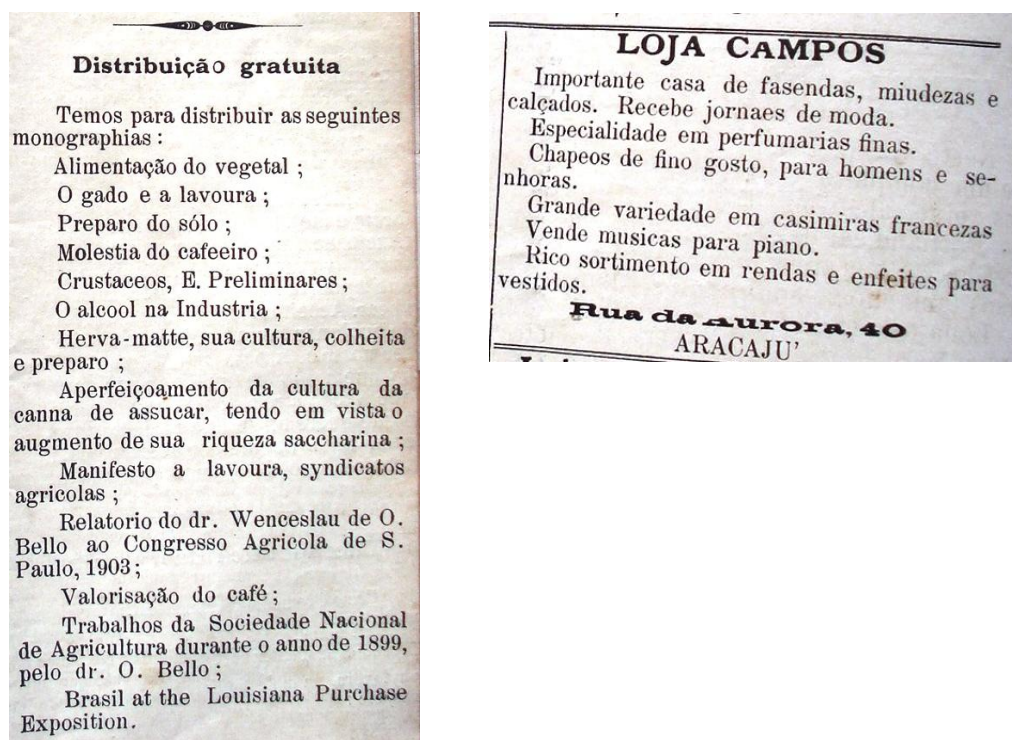 Distribuição gratuita
Temos para distribuir as seguintes
monographias :
Alimentação do vegetal ;
O gado e a lavoura ;
Preparo do sólo ;
Molestia do cafeeiro ;
Crustaceos, E. Preliminares ;
O alcool na Industria ;
Herva-matte, sua cultura, colheita
e preparo ;
Aperfeiçoamento da cultura da
canna de assucar, tendo em vista o
augmento de sua riqueza saccharina ;
Manifesto a lavoura, syndicatos
agricolas ;
Relatorio do dr. Wenceslau de O.
Bello ao Congresso Agricola de S.
Paulo, 1903 ;
Valorisação do café ;
Trabalhos da Sociedade Nacional
de Agricultura durante o anno de 1899,
pelo dr. O. Bello ;
Brasil at the Louisiana Purchase
Exposition.
LOJA CAMPOS
Importante casa de fasendas, miudezas e
calçados. Recebe jornaes de moda.
Especialidade em perfumarias finas.
Chapeos de fino gosto, para homens e se-
nhoras.
Grande variedade em casimiras francezas
Vende musicas para piano.
Rico sortimento em rendas e enfeites para
vestidos.
Rua da Aurora, 40
ARACAJU'